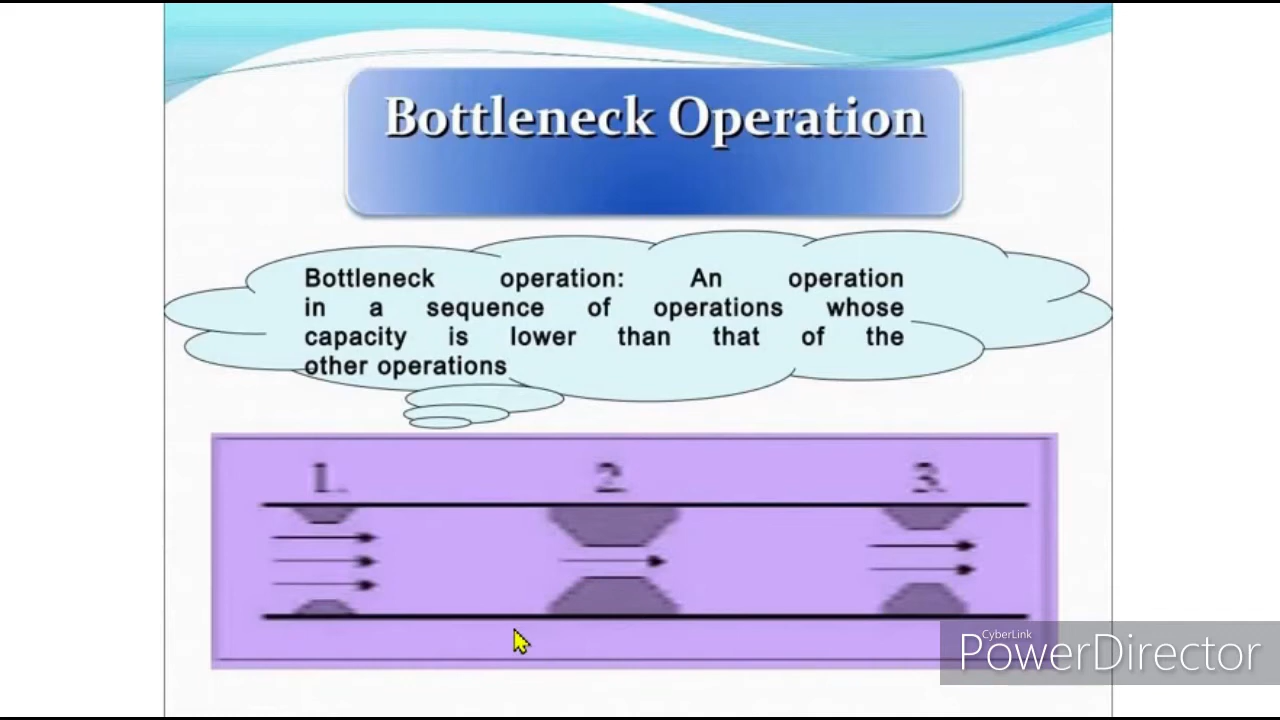 Bottleneck Operation
Bottleneck operation: An operation
in a sequence of operations whose
capacity is lower than that of the
other operations
1. 2. 3.
CyberLink
PowerDirector